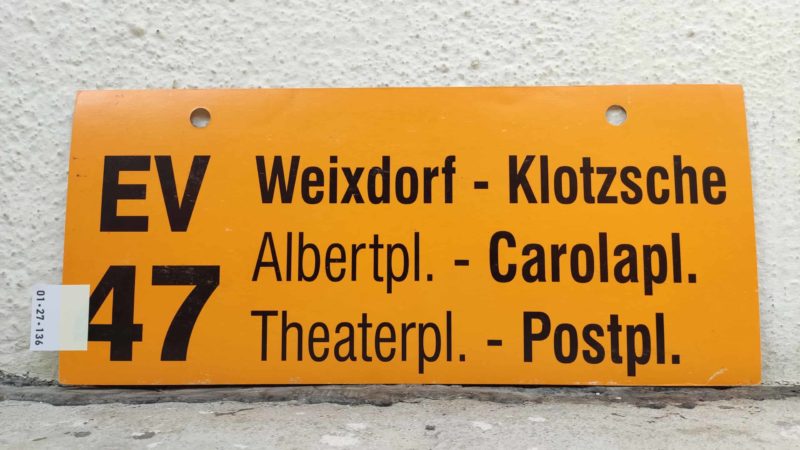 EV
47
Weixdorf - Klotzsche
Albertpl. - Carolapl.
Theaterpl. - Postpl.
01-27-136